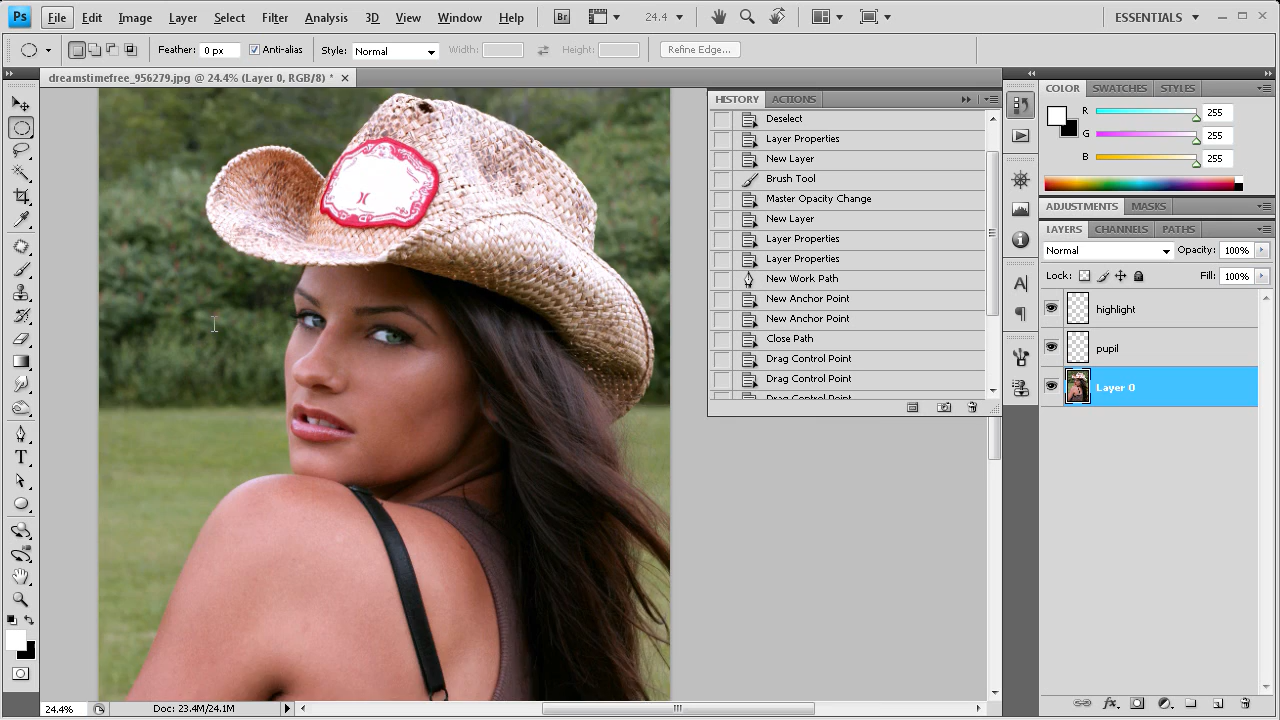 Ps File Edit Image Layer Select Filter Analysis 3D View Window Help Br 24.4 ESSENTIALS
Feather: 0 px Anti-alias Style: Normal Width: Height: Refine Edge...
dreamstimefree_956279.jpg @ 24.4% (Layer 0, RGB/8) *
HISTORY ACTIONS
Deselect
Layer Properties
New Layer
Brush Tool
Master Opacity Change
New Layer
Layer Properties
Layer Properties
New Work Path
New Anchor Point
New Anchor Point
Close Path
Drag Control Point
Drag Control Point
COLOR SWATCHES STYLES
R 255
G 255
B 255
ADJUSTMENTS MASKS
LAYERS CHANNELS PATHS
Normal Opacity: 100%
Lock: Fill: 100%
highlight
pupil
Layer 0
24.4% Doc: 23.4M/24.1M